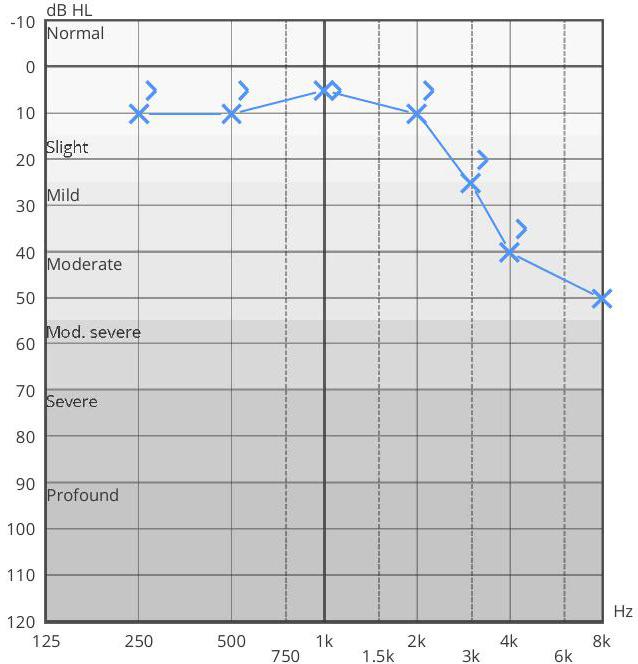 dB HL
-10
Normal
0
10
Slight
20
Mild
30
40
Moderate
50
Mod. severe
60
70
Severe
80
90
Profound
100
110
120
Hz
125 250 500 1k 2k 4k 8k
750 1.5k 3k 6k